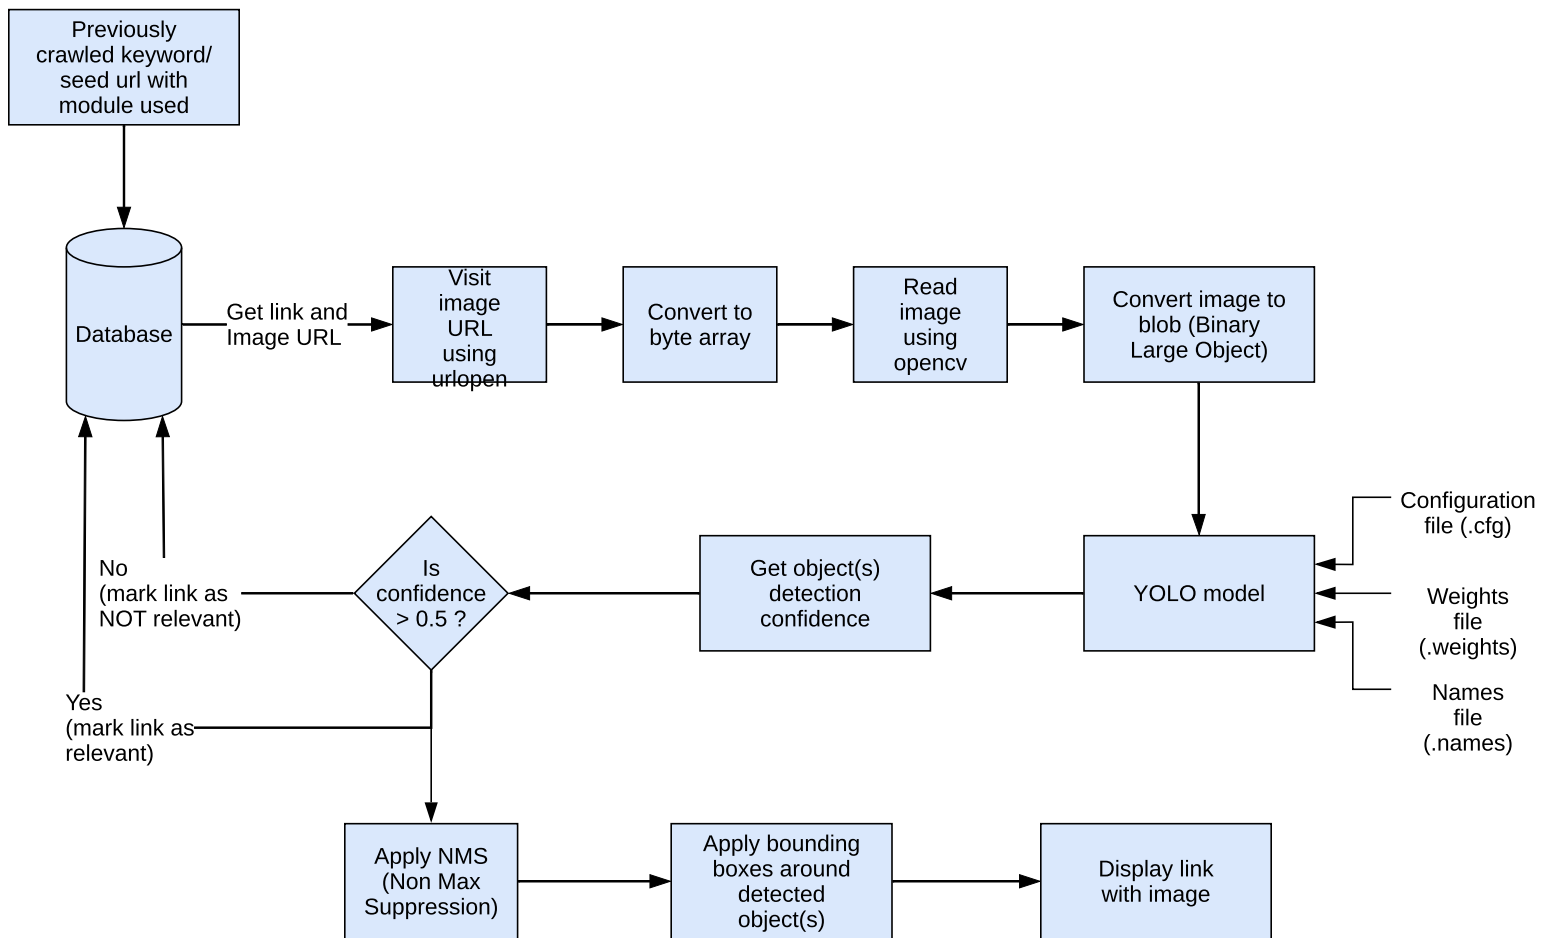 Previously
crawled keyword/
seed url with
module used
Database
Get link and
Image URL
Visit
image
URL
using
urlopen
Convert to
byte array
Read
image
using
opencv
Convert image to
blob (Binary
Large Object)
Configuration
file (.cfg)
Weights
file
(.weights)
Names
file
(.names)
YOLO model
Get object(s)
detection
confidence
Is
confidence
> 0.5 ?
No
(mark link as
NOT relevant)
Yes
(mark link as
relevant)
Apply NMS
(Non Max
Suppression)
Apply bounding
boxes around
detected
object(s)
Display link
with image